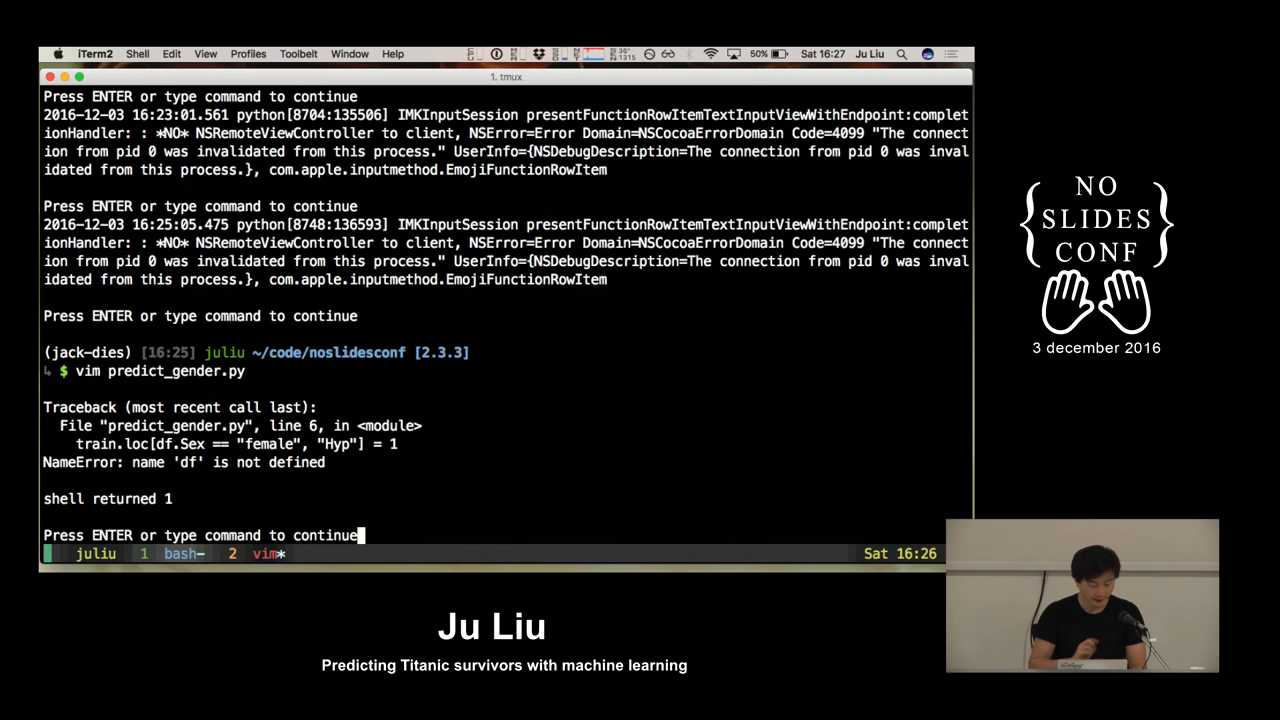 iTerm2 Shell Edit View Profiles Toolbelt Window Help 50% Sat 16:27 Ju Liu
1. tmux
Press ENTER or type command to continue
2016-12-03 16:23:01.561 python[8704:135506] IMKInputSession presentFunctionRowItemTextInputViewWithEndpoint:complet
ionHandler: : *NO* NSRemoteViewController to client, NSError=Error Domain=NSCocoaErrorDomain Code=4099 "The connect
ion from pid 0 was invalidated from this process." UserInfo={NSDebugDescription=The connection from pid 0 was inval
idated from this process.}, com.apple.inputmethod.EmojiFunctionRowItem
Press ENTER or type command to continue
2016-12-03 16:25:05.475 python[8748:136593] IMKInputSession presentFunctionRowItemTextInputViewWithEndpoint:complet
ionHandler: : *NO* NSRemoteViewController to client, NSError=Error Domain=NSCocoaErrorDomain Code=4099 "The connect
ion from pid 0 was invalidated from this process." UserInfo={NSDebugDescription=The connection from pid 0 was inval
idated from this process.}, com.apple.inputmethod.EmojiFunctionRowItem
Press ENTER or type command to continue
(jack-dies) [16:25] juliu ~/code/noslidesconf [2.3.3]
↳ $ vim predict_gender.py
Traceback (most recent call last):
File "predict_gender.py", line 6, in <module>
train.loc[df.Sex == "female", "Hyp"] = 1
NameError: name 'df' is not defined
shell returned 1
Press ENTER or type command to continue
juliu 1 bash- 2 vim* Sat 16:26
NO
SLIDES
CONF
3 december 2016
Ju Liu
Predicting Titanic survivors with machine learning